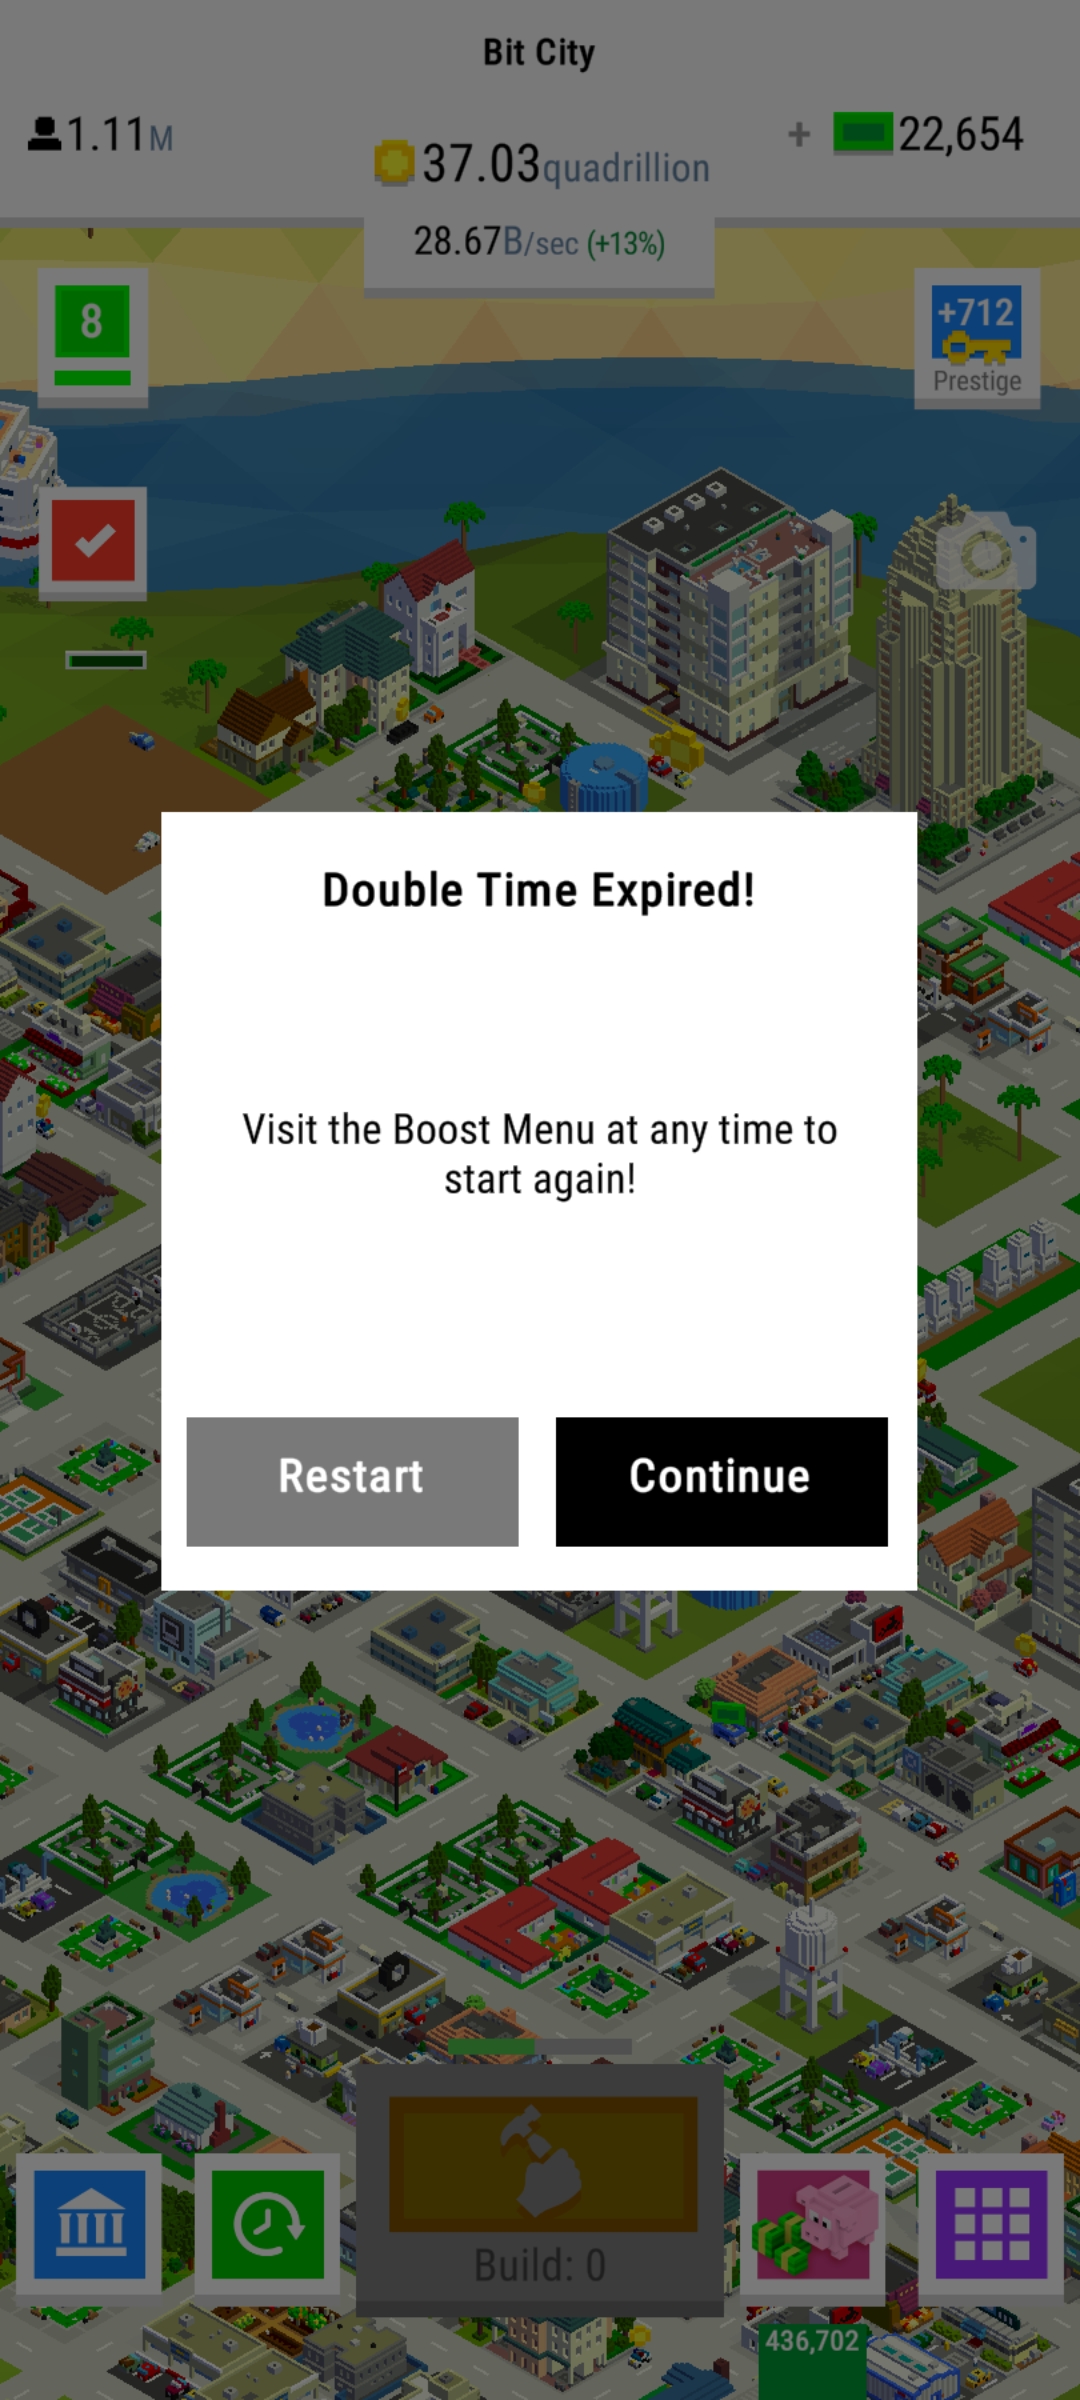 Bit City
1.11M
37.03quadrillion
+ 22,654
28.67B/sec (+13%)
8
+712
Prestige
Double Time Expired!
Visit the Boost Menu at any time to
start again!
Restart
Continue
Build: 0
436,702